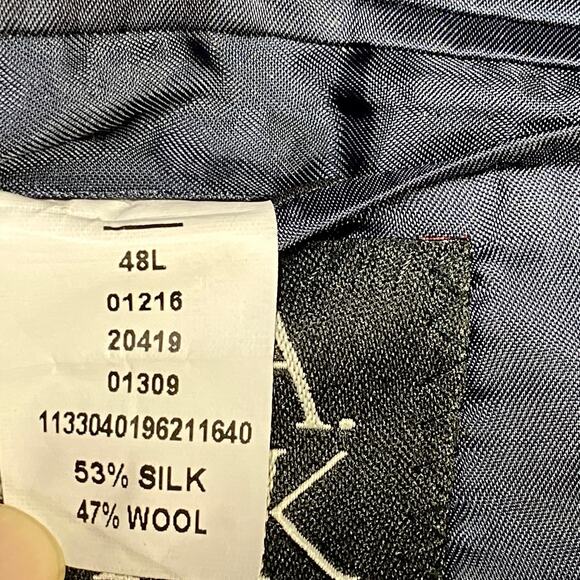 48L
01216
20419
01309
1133040196211640
53% SILK
47% WOOL
A.
K